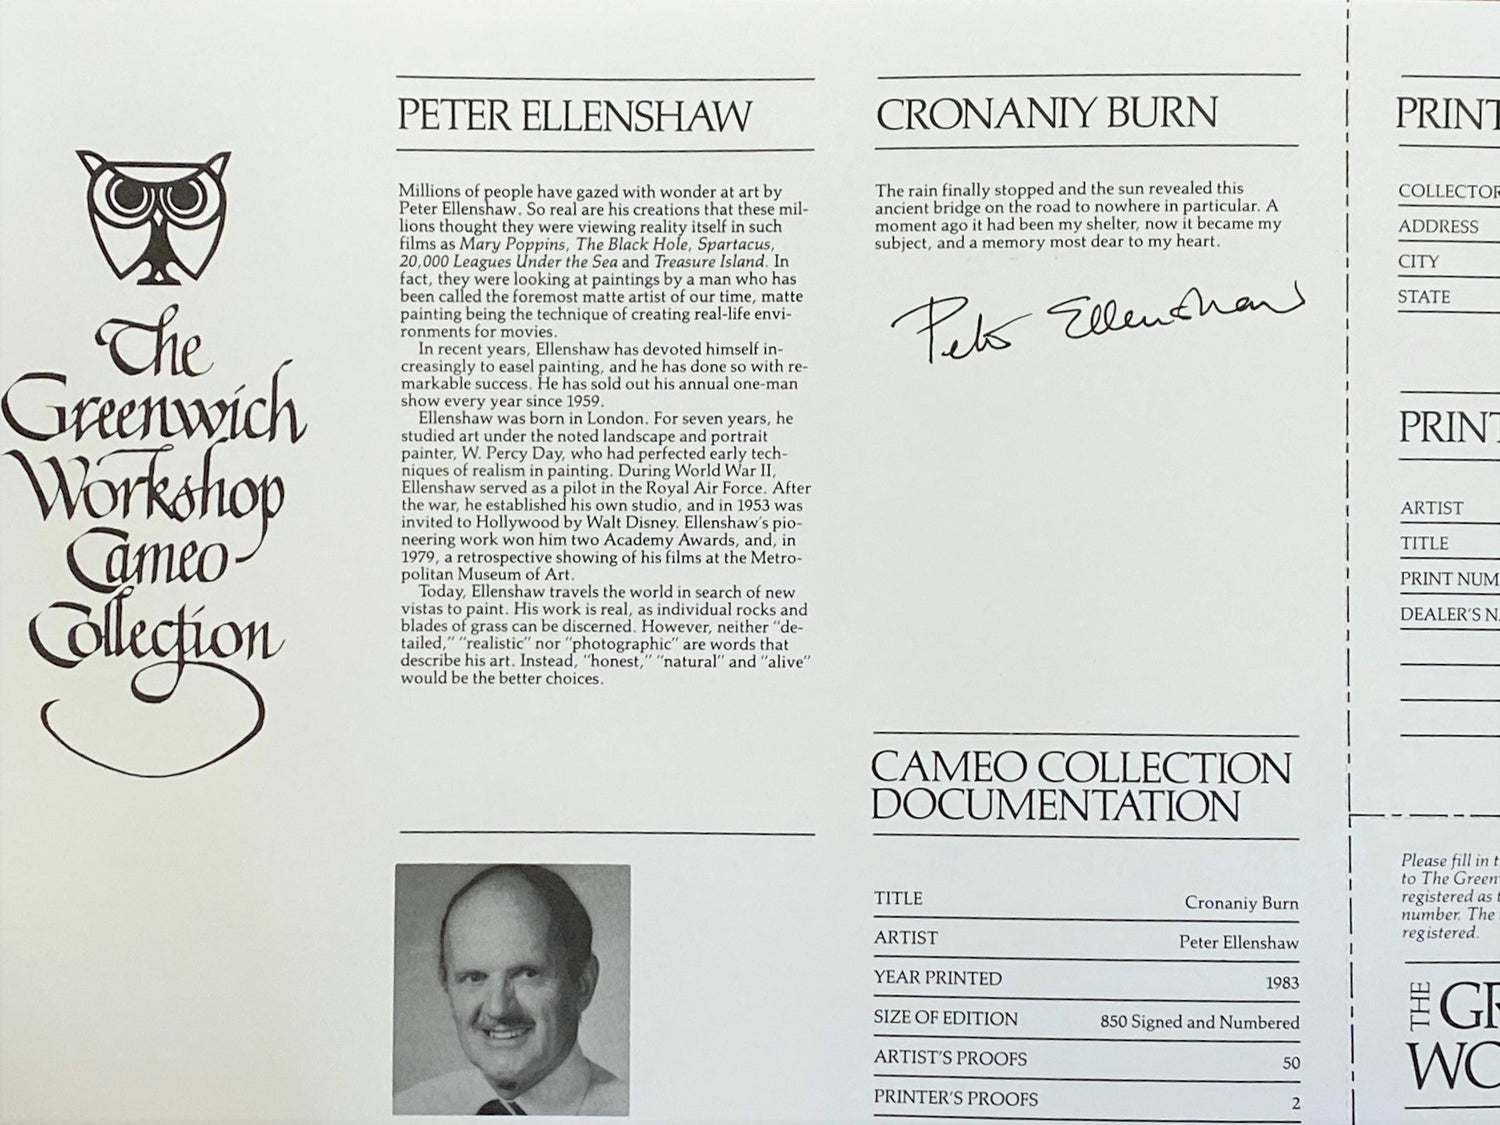 The
Greenwich
Workshop
Cameo
Collection
PETER ELLENSHAW
Millions of people have gazed with wonder at art by
Peter Ellenshaw. So real are his creations that these mil-
lions thought they were viewing reality itself in such
films as Mary Poppins, The Black Hole, Spartacus,
20,000 Leagues Under the Sea and Treasure Island. In
fact, they were looking at paintings by a man who has
been called the foremost matte artist of our time, matte
painting being the technique of creating real-life envi-
ronments for movies.
In recent years, Ellenshaw has devoted himself in-
creasingly to easel painting, and he has done so with re-
markable success. He has sold out his annual one-man
show every year since 1959.
Ellenshaw was born in London. For seven years, he
studied art under the noted landscape and portrait
painter, W. Percy Day, who had perfected early tech-
niques of realism in painting. During World War II,
Ellenshaw served as a pilot in the Royal Air Force. After
the war, he established his own studio, and in 1953 was
invited to Hollywood by Walt Disney. Ellenshaw's pio-
neering work won him two Academy Awards, and, in
1979, a retrospective showing of his films at the Metro-
politan Museum of Art.
Today, Ellenshaw travels the world in search of new
vistas to paint. His work is real, as individual rocks and
blades of grass can be discerned. However, neither "de-
tailed," "realistic" nor "photographic" are words that
describe his art. Instead, "honest," "natural" and "alive"
would be the better choices.
CRONANIY BURN
The rain finally stopped and the sun revealed this
ancient bridge on the road to nowhere in particular. A
moment ago it had been my shelter, now it became my
subject, and a memory most dear to my heart.
Peter Ellenshaw
CAMEO COLLECTION
DOCUMENTATION
TITLE Cronaniy Burn
ARTIST Peter Ellenshaw
YEAR PRINTED 1983
SIZE OF EDITION 850 Signed and Numbered
ARTIST'S PROOFS 50
PRINTER'S PROOFS 2
PRINT
COLLECTOR
ADDRESS
CITY
STATE
PRINT
ARTIST
TITLE
PRINT NUM
DEALER'S N
Please fill in t
to The Green
registered as t
number. The
registered.
THE GR
WO